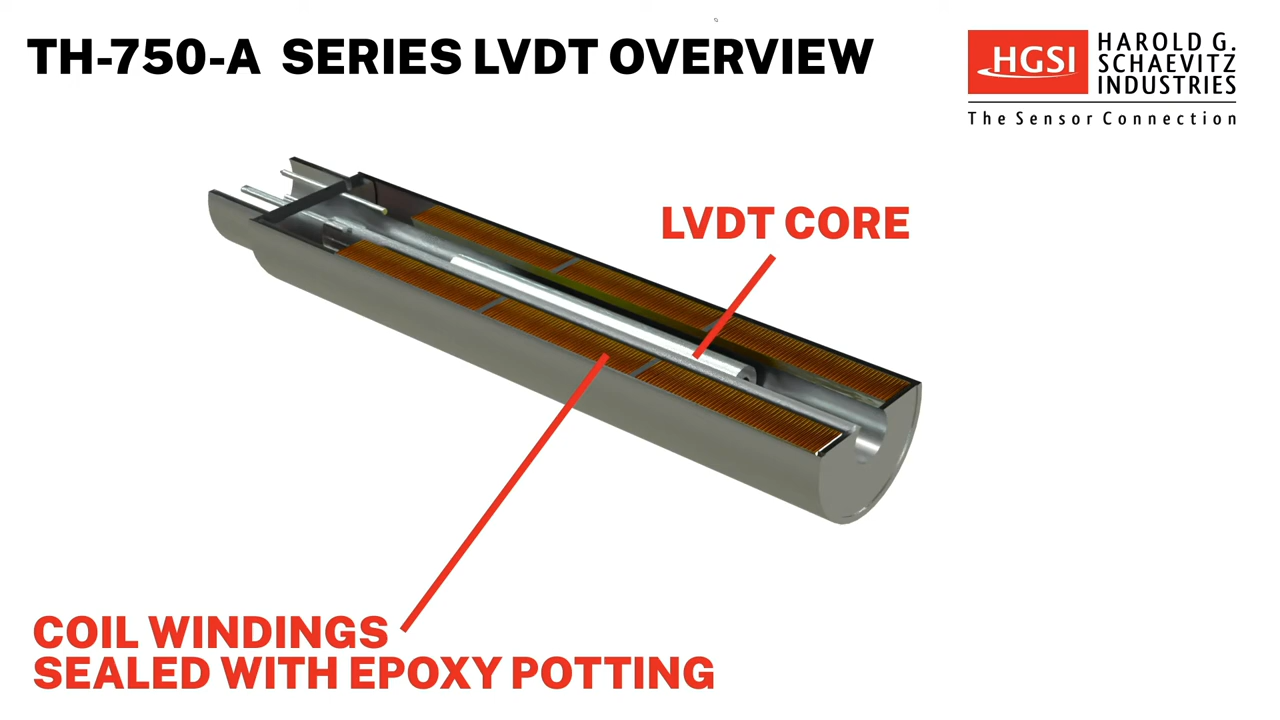 TH-750-A SERIES LVDT OVERVIEW
HGSI
HAROLD G.
SCHAEVITZ
INDUSTRIES
The Sensor Connection
LVDT CORE
COIL WINDINGS
SEALED WITH EPOXY POTTING